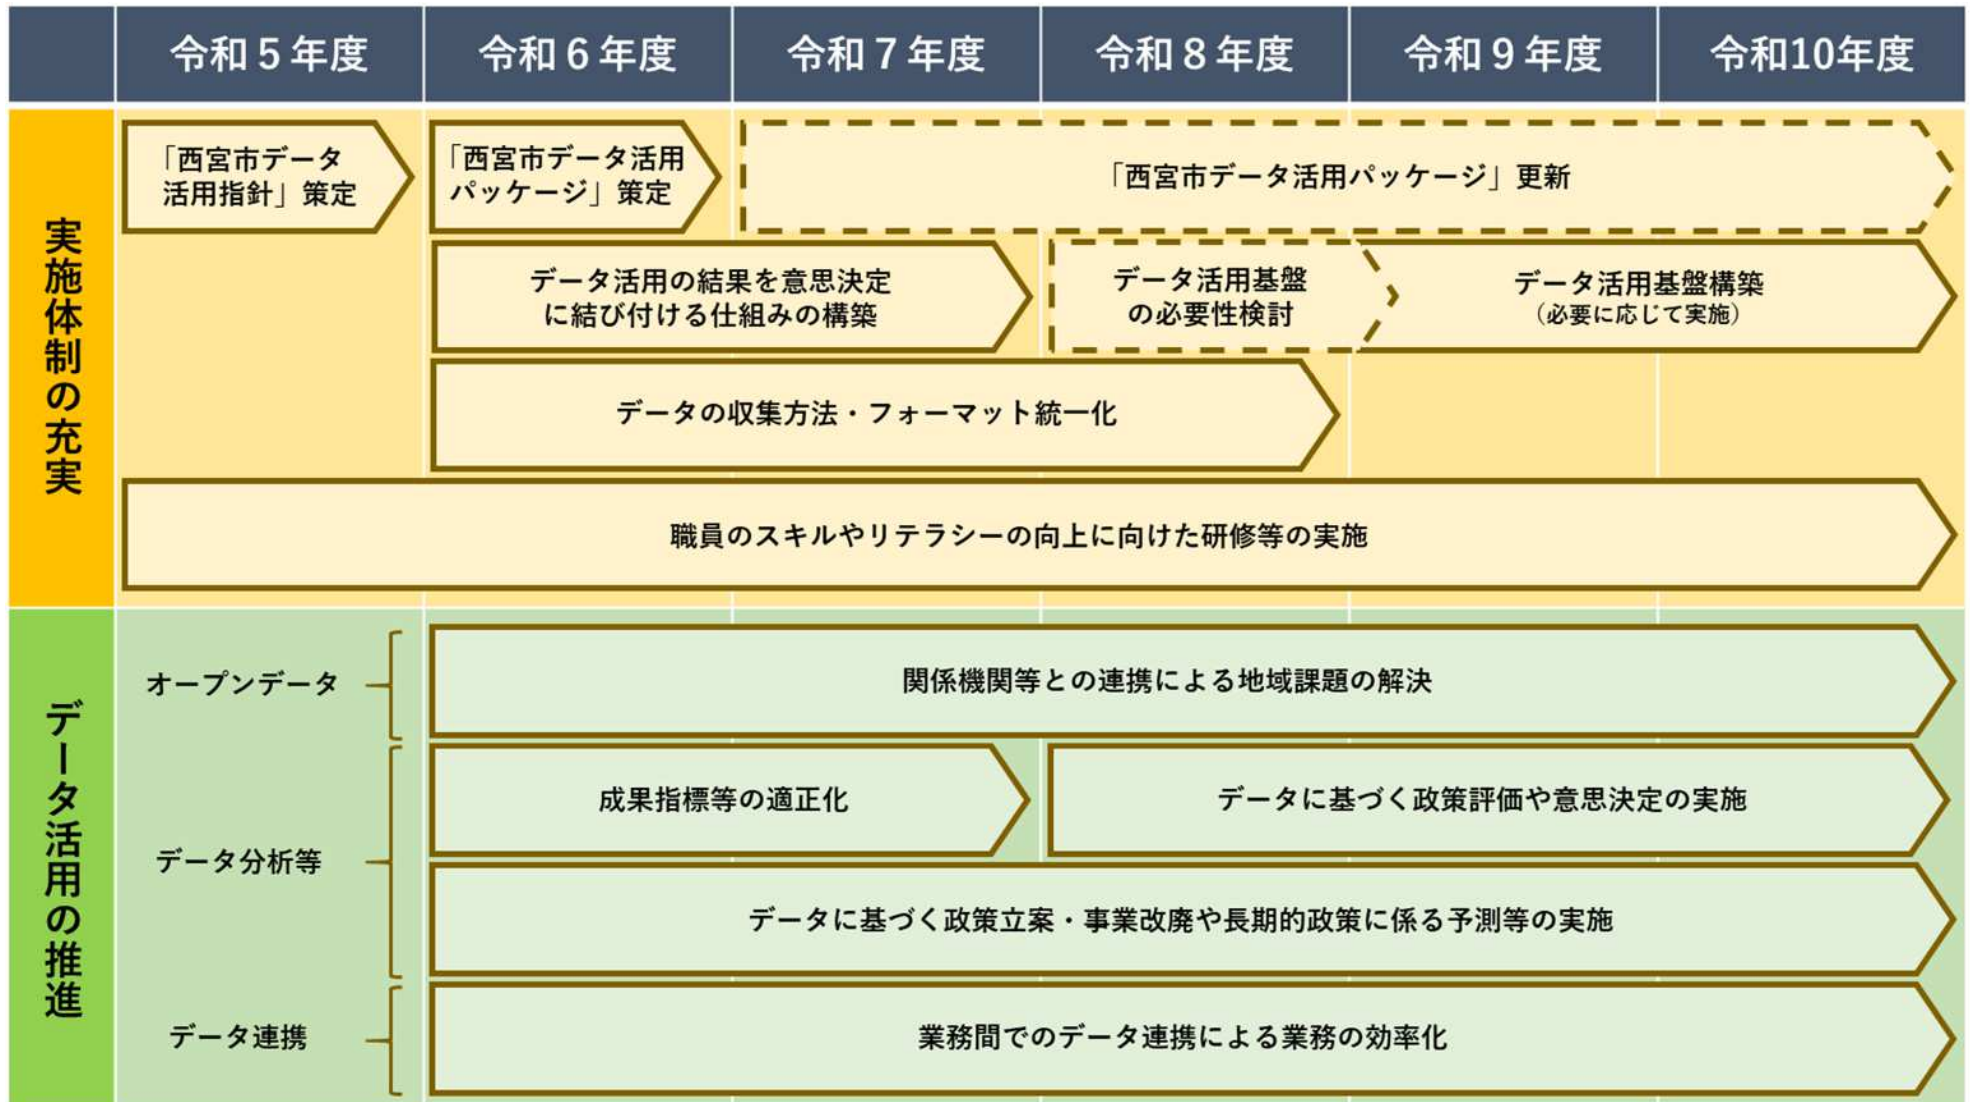 令和５年度
令和６年度
令和７年度
令和８年度
令和９年度
令和10年度
実施体制の充実
「西宮市データ
活用指針」策定
「西宮市データ活用
パッケージ」策定
「西宮市データ活用パッケージ」更新
データ活用の結果を意思決定
に結び付ける仕組みの構築
データ活用基盤
の必要性検討
データ活用基盤構築
（必要に応じて実施）
データの収集方法・フォーマット統一化
職員のスキルやリテラシーの向上に向けた研修等の実施
データ活用の推進
オープンデータ
関係機関等との連携による地域課題の解決
データ分析等
成果指標等の適正化
データに基づく政策評価や意思決定の実施
データに基づく政策立案・事業改廃や長期的政策に係る予測等の実施
データ連携
業務間でのデータ連携による業務の効率化